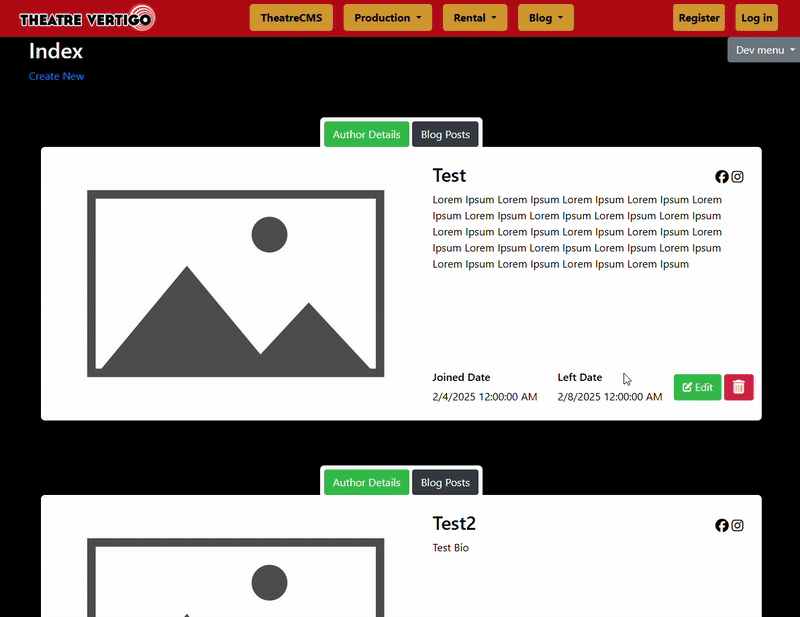 THEATRE VERTIGO TheatreCMS Production Rental Blog Register Log in
Index
Dev menu
Create New
Author Details Blog Posts
Test
Lorem Ipsum Lorem Ipsum Lorem Ipsum Lorem Ipsum Lorem
Ipsum Lorem Ipsum Lorem Ipsum Lorem Ipsum Lorem Ipsum
Lorem Ipsum Lorem Ipsum Lorem Ipsum Lorem Ipsum Lorem
Ipsum Lorem Ipsum Lorem Ipsum Lorem Ipsum Lorem Ipsum
Lorem Ipsum Lorem Ipsum Lorem Ipsum Lorem Ipsum
Joined Date Left Date
2/4/2025 12:00:00 AM 2/8/2025 12:00:00 AM
Edit
Author Details Blog Posts
Test2
Test Bio